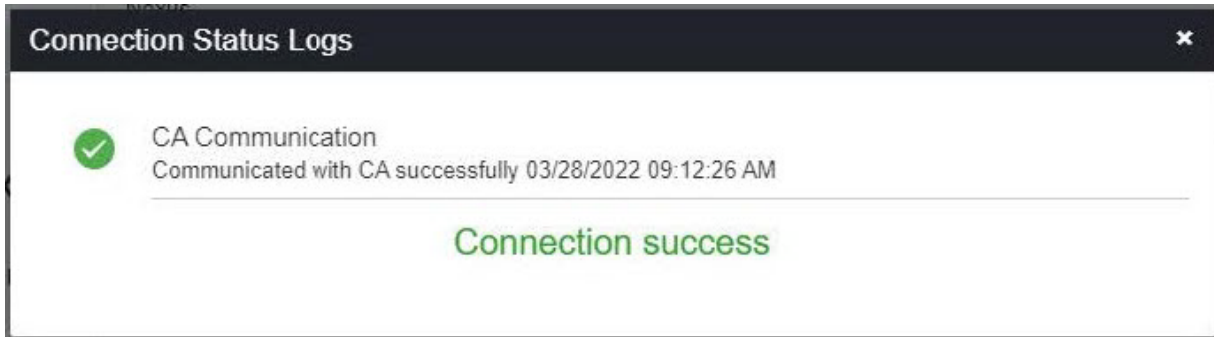 Connection Status Logs
CA Communication
Communicated with CA successfully 03/28/2022 09:12:26 AM
Connection success